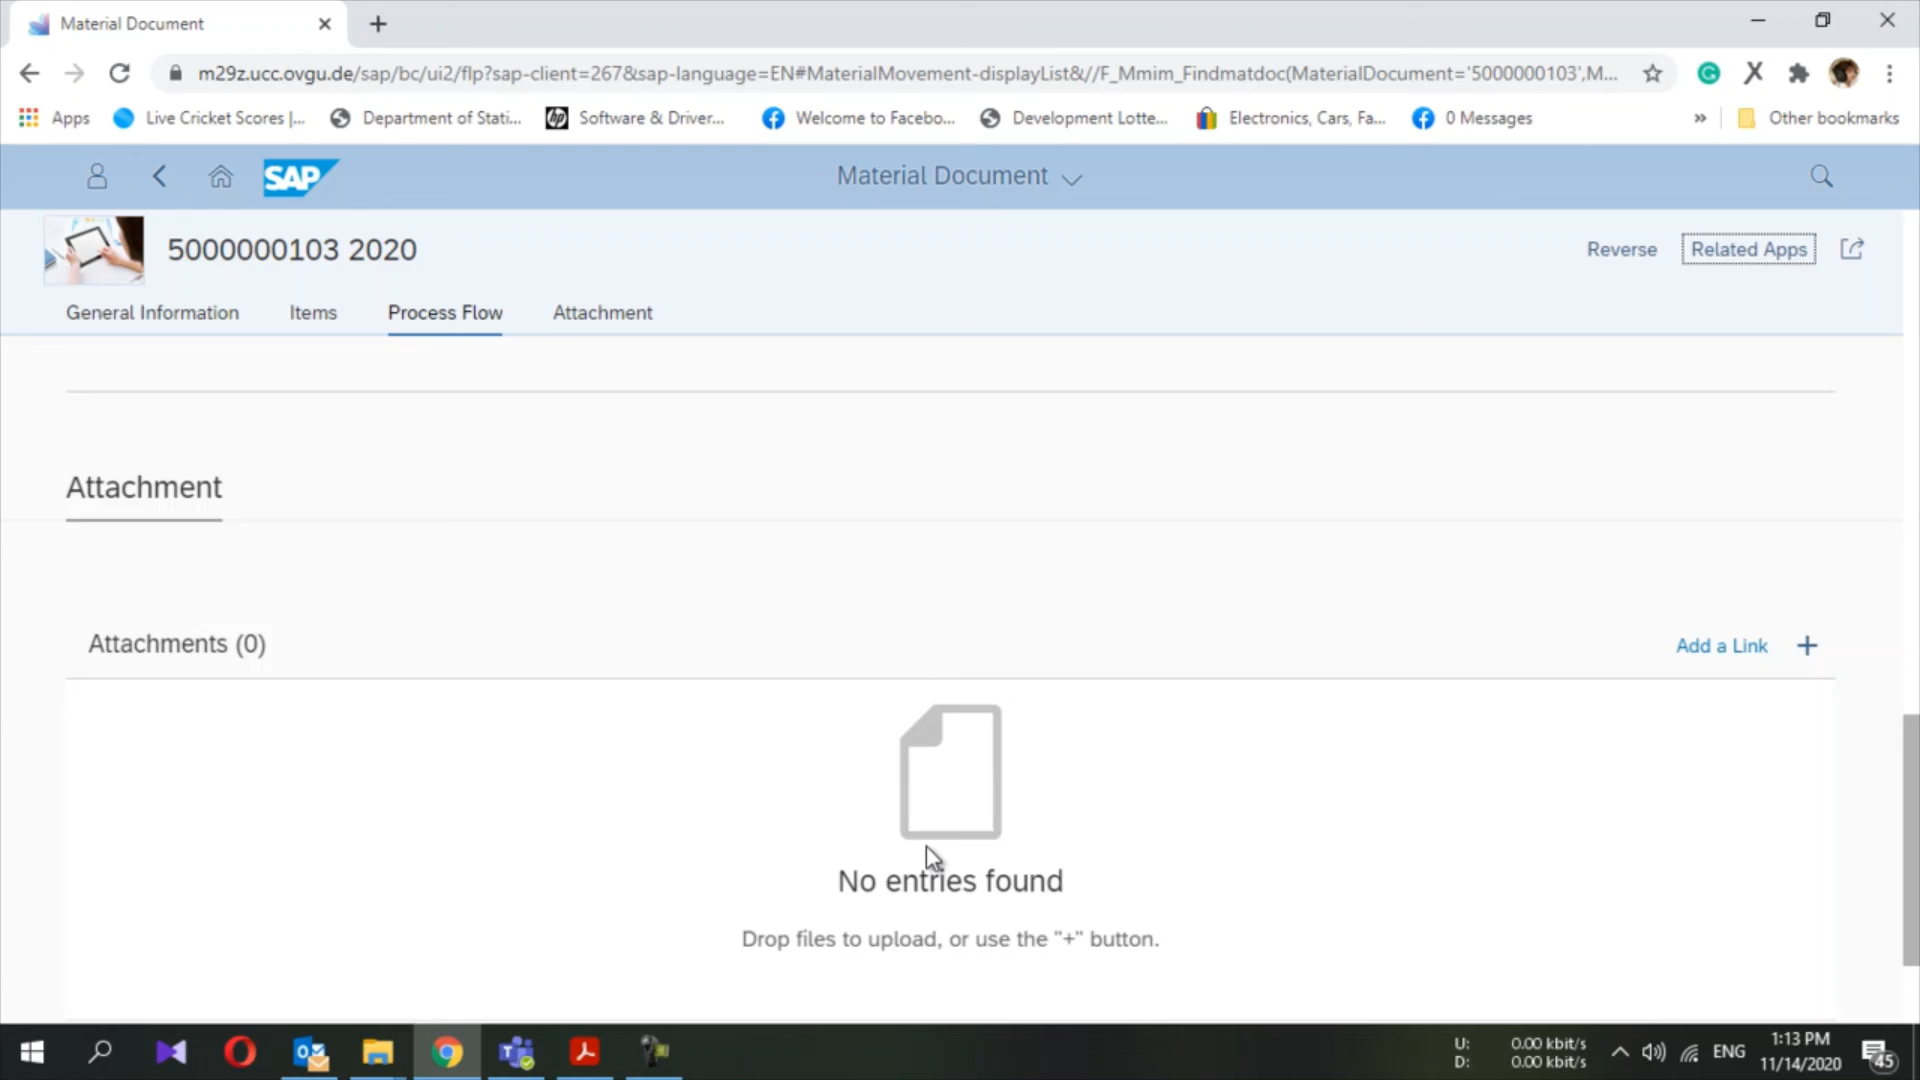 Material Document
m29z.ucc.ovgu.de/sap/bc/ui2/flp?sap-client=267&sap-language=EN#MaterialMovement-displayList&//F_Mmim_Findmatdoc(MaterialDocument='5000000103',M...
Apps
Live Cricket Scores |...
Department of Stati...
Software & Driver...
Welcome to Facebo...
Development Lotte...
Electronics, Cars, Fa...
0 Messages
»
Other bookmarks
SAP
Material Document
5000000103 2020
Reverse
Related Apps
General Information
Items
Process Flow
Attachment
Attachment
Attachments (0)
Add a Link
No entries found
Drop files to upload, or use the "+" button.
U: 0.00 kbit/s
D: 0.00 kbit/s
ENG
1:13 PM
11/14/2020
45